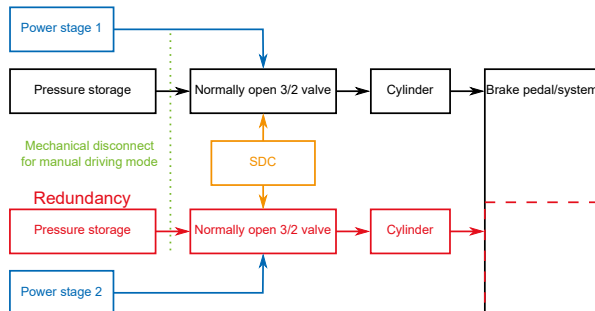 Power stage 1
Pressure storage
Normally open 3/2 valve
Cylinder
Brake pedal/system
Mechanical disconnect
for manual driving mode
SDC
Redundancy
Pressure storage
Normally open 3/2 valve
Cylinder
Power stage 2